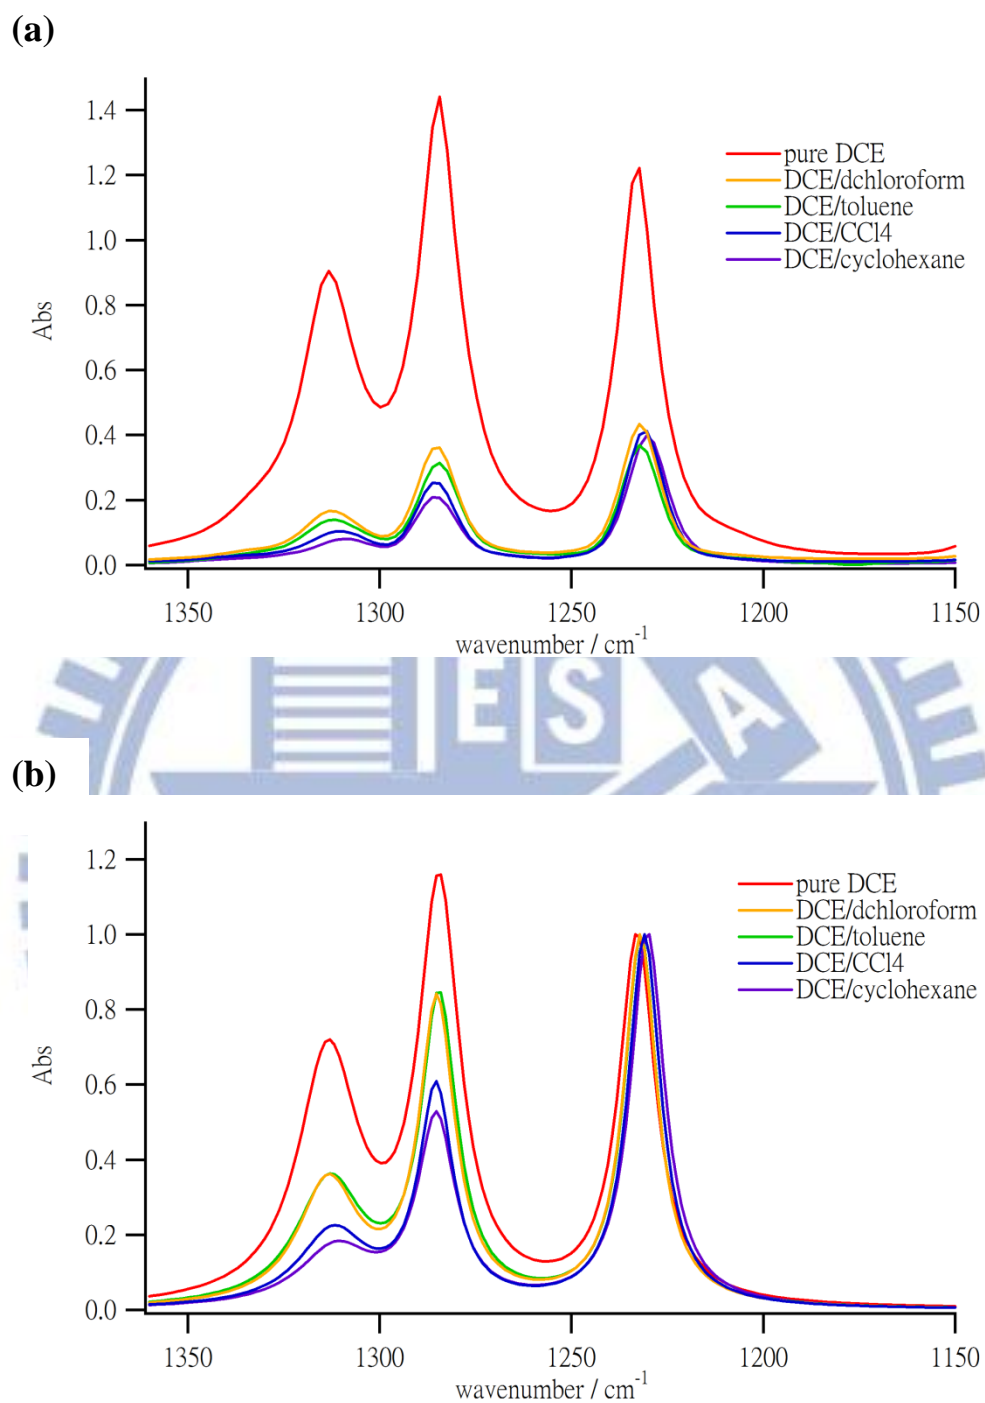 (a)
1.4
1.2
1.0
0.8
0.6
0.4
0.2
0.0
Abs
pure DCE
DCE/dchloroform
DCE/toluene
DCE/CCl4
DCE/cyclohexane
1350 1300 1250 1200 1150
wavenumber / cm-1
E S A
(b)
1.2
1.0
0.8
0.6
0.4
0.2
0.0
Abs
pure DCE
DCE/dchloroform
DCE/toluene
DCE/CCl4
DCE/cyclohexane
1350 1300 1250 1200 1150
wavenumber / cm-1